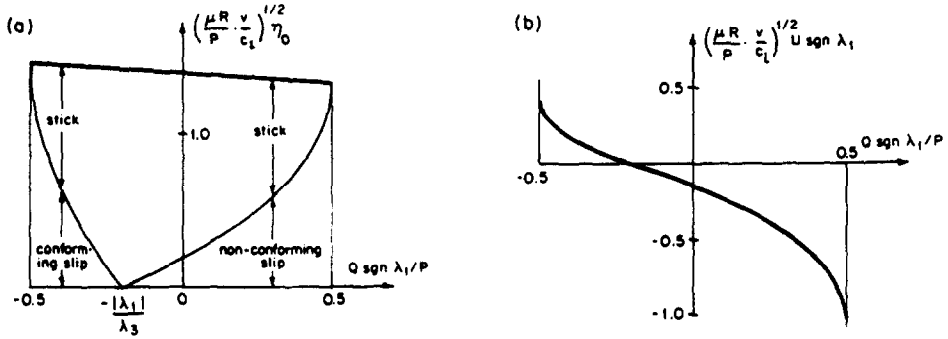 (a)
(μR/P · v/c_L)^1/2 η_0
stick
1.0
stick
conform-
ing slip
non-conforming
slip
Q sgn λ_1/P
-0.5
-|λ_1|/λ_3
0
0.5
(b)
(μR/P · v/c_L)^1/2 U sgn λ_1
0.5
-0.5
0.5
Q sgn λ_1/P
-0.5
-1.0